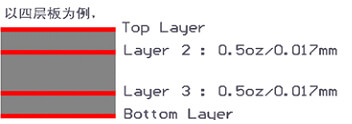 以四层板为例,
Top Layer
Layer 2 : 0.5oz/0.017mm
Layer 3 : 0.5oz/0.017mm
Bottom Layer